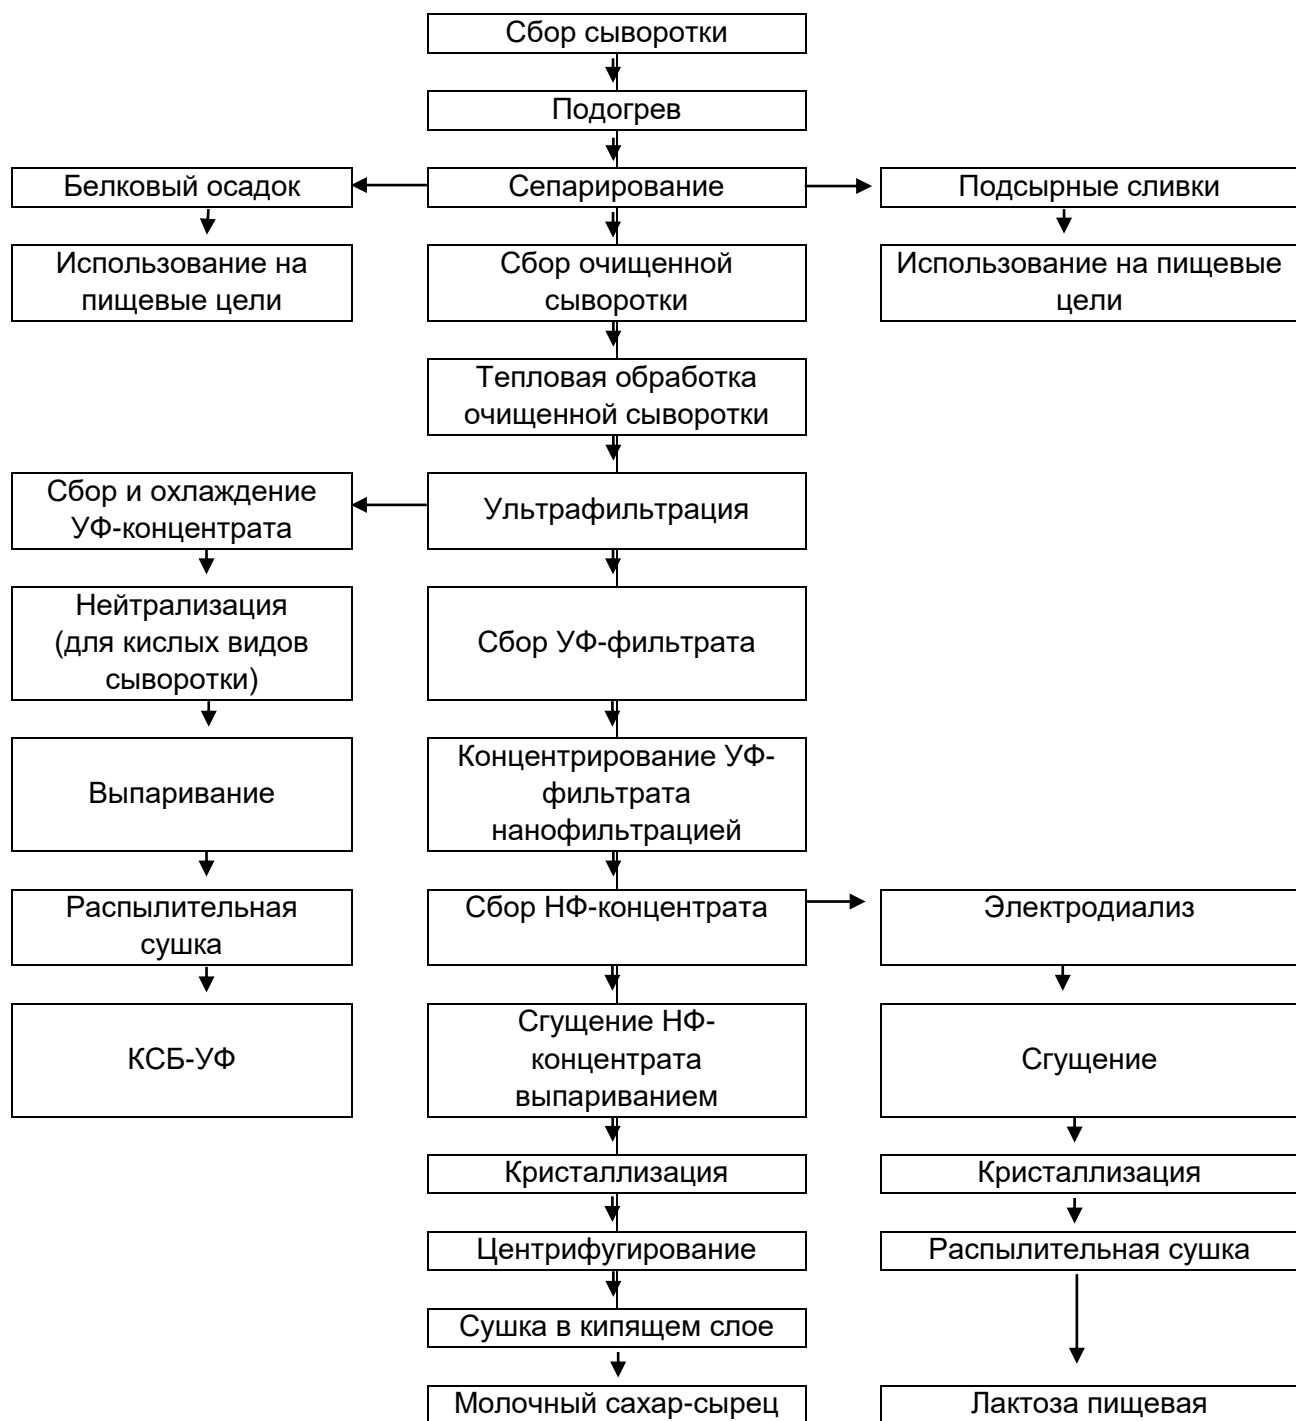 Сбор сыворотки
Подогрев
Белковый осадок
Сепарирование
Подсырные сливки
Использование на
пищевые цели
Сбор очищенной
сыворотки
Использование на пищевые
цели
Тепловая обработка
очищенной сыворотки
Сбор и охлаждение
УФ-концентрата
Ультрафильтрация
Нейтрализация
(для кислых видов
сыворотки)
Сбор УФ-фильтрата
Выпаривание
Концентрирование УФ-
фильтрата
нанофильтрацией
Распылительная
сушка
Сбор НФ-концентрата
Электродиализ
КСБ-УФ
Сгущение НФ-
концентрата
выпариванием
Сгущение
Кристаллизация
Кристаллизация
Центрифугирование
Распылительная сушка
Сушка в кипящем слое
Молочный сахар-сырец
Лактоза пищевая